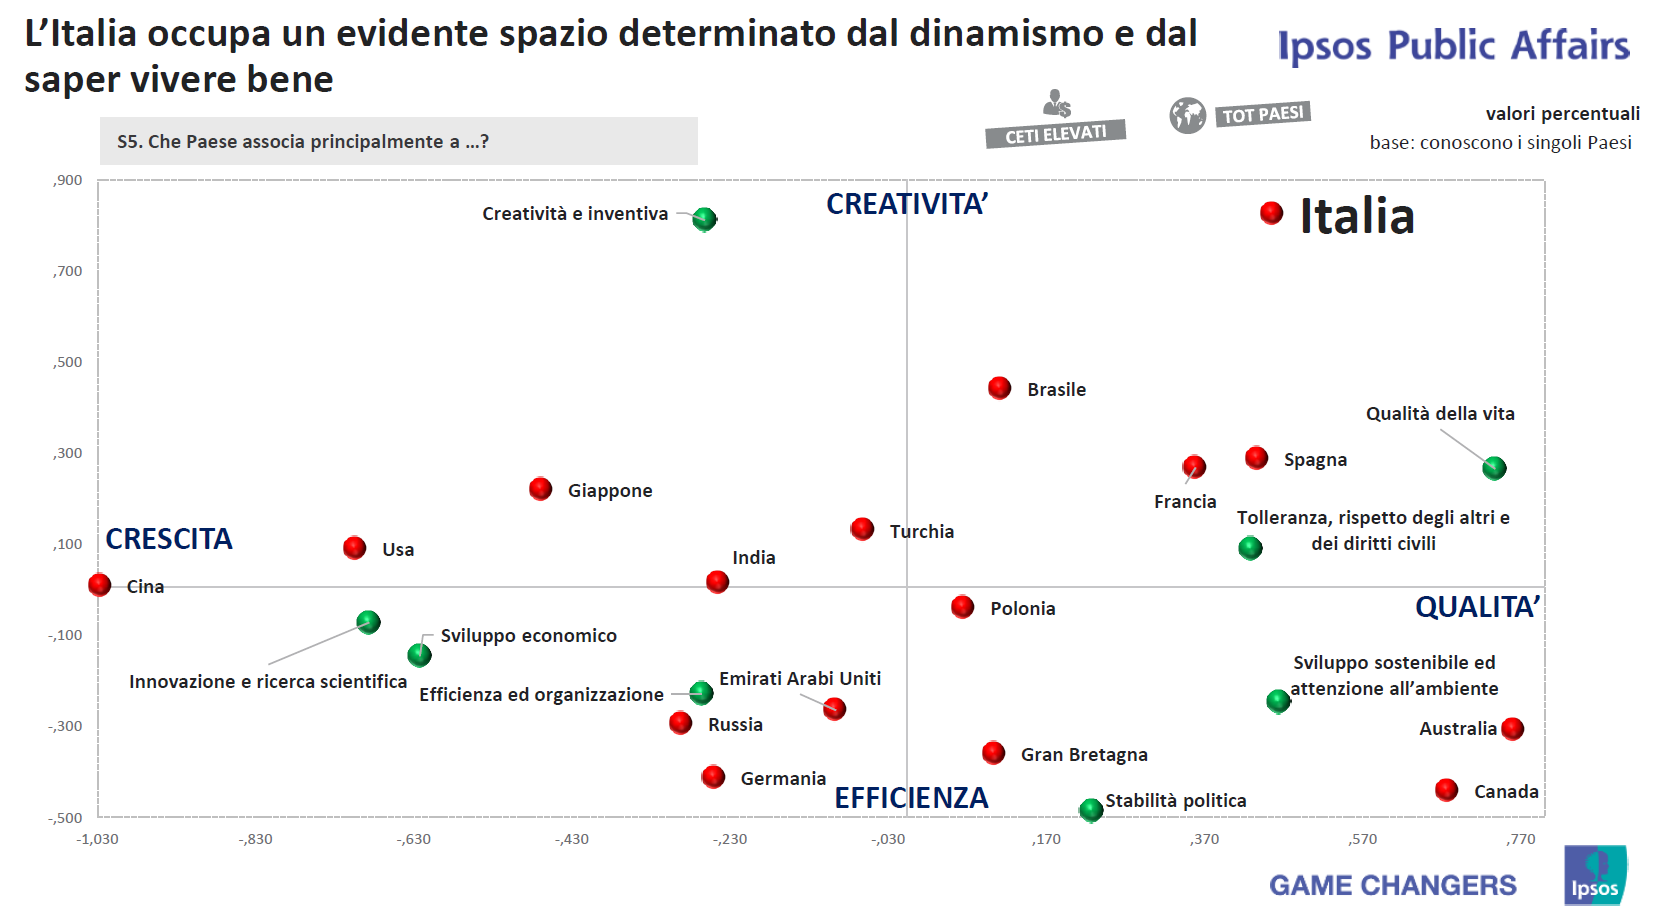 L’Italia occupa un evidente spazio determinato dal dinamismo e dal
saper vivere bene
Ipsos Public Affairs
CETI ELEVATI
TOT PAESI
valori percentuali
base: conoscono i singoli Paesi
S5. Che Paese associa principalmente a ...?
,900
,700
,500
,300
,100
-,100
-,300
-,500
CREATIVITA’
Creatività e inventiva
Italia
Brasile
Qualità della vita
Spagna
Francia
Giappone
Tolleranza, rispetto degli altri e
dei diritti civili
Turchia
CRESCITA
Usa
India
Cina
Polonia
QUALITA’
Sviluppo economico
Innovazione e ricerca scientifica
Efficienza ed organizzazione
Emirati Arabi Uniti
Sviluppo sostenibile ed
attenzione all’ambiente
Russia
Australia
Gran Bretagna
Germania
Canada
EFFICIENZA
Stabilità politica
-1,030
-,830
-,630
-,430
-,230
-,030
,170
,370
,570
,770
GAME CHANGERS
Ipsos